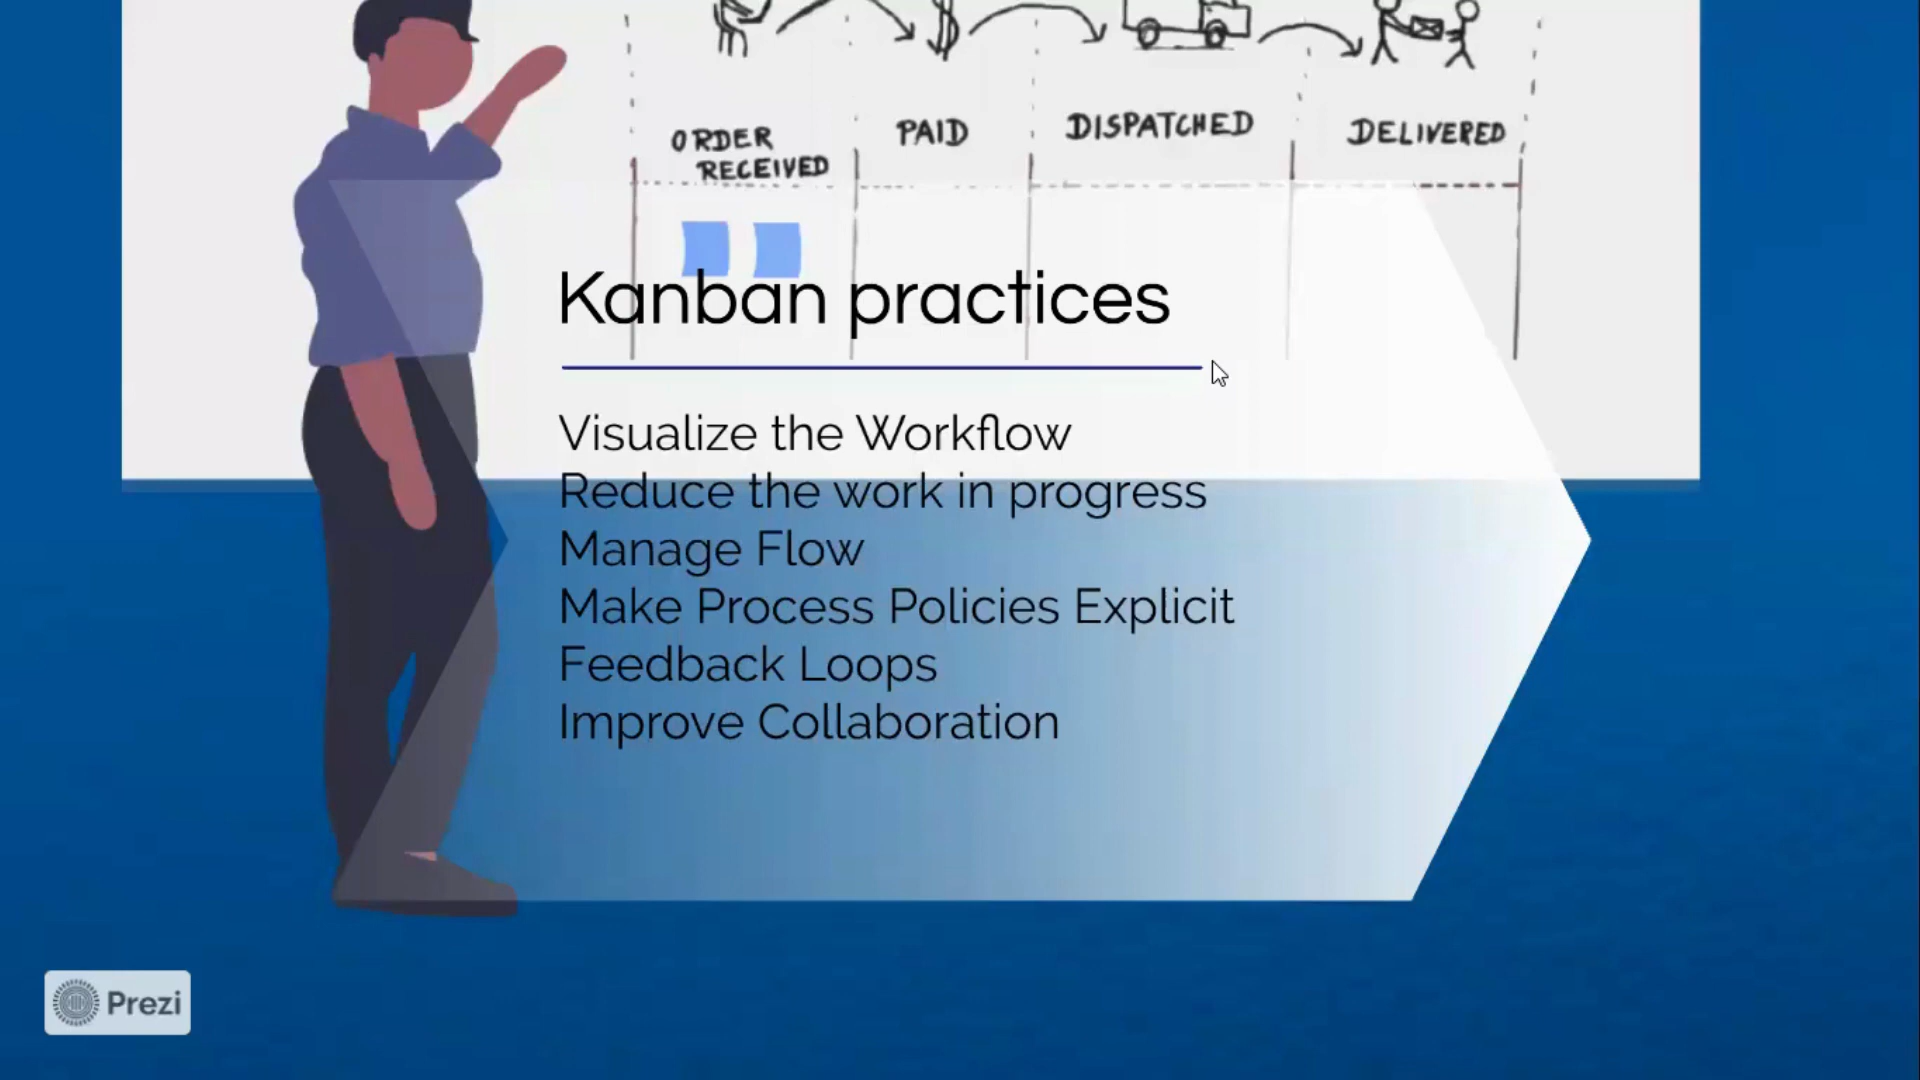 ORDER
RECEIVED
PAID
DISPATCHED
DELIVERED
Kanban practices
Visualize the Workflow
Reduce the work in progress
Manage Flow
Make Process Policies Explicit
Feedback Loops
Improve Collaboration
Prezi